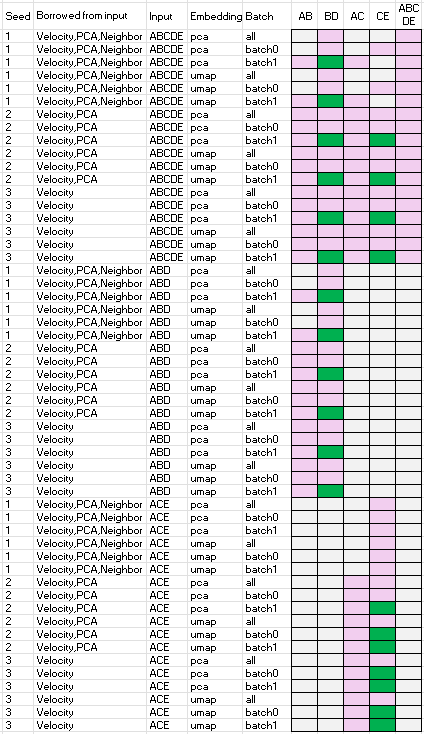 Seed Borrowed from input Input Embedding Batch AB BD AC CE ABC DE
1 Velocity,PCA,Neighbor ABCDE pca all
1 Velocity,PCA,Neighbor ABCDE pca batch0
1 Velocity,PCA,Neighbor ABCDE pca batch1
1 Velocity,PCA,Neighbor ABCDE umap all
1 Velocity,PCA,Neighbor ABCDE umap batch0
1 Velocity,PCA,Neighbor ABCDE umap batch1
2 Velocity,PCA ABCDE pca all
2 Velocity,PCA ABCDE pca batch0
2 Velocity,PCA ABCDE pca batch1
2 Velocity,PCA ABCDE umap all
2 Velocity,PCA ABCDE umap batch0
2 Velocity,PCA ABCDE umap batch1
3 Velocity ABCDE pca all
3 Velocity ABCDE pca batch0
3 Velocity ABCDE pca batch1
3 Velocity ABCDE umap all
3 Velocity ABCDE umap batch0
3 Velocity ABCDE umap batch1
1 Velocity,PCA,Neighbor ABD pca all
1 Velocity,PCA,Neighbor ABD pca batch0
1 Velocity,PCA,Neighbor ABD pca batch1
1 Velocity,PCA,Neighbor ABD umap all
1 Velocity,PCA,Neighbor ABD umap batch0
1 Velocity,PCA,Neighbor ABD umap batch1
2 Velocity,PCA ABD pca all
2 Velocity,PCA ABD pca batch0
2 Velocity,PCA ABD pca batch1
2 Velocity,PCA ABD umap all
2 Velocity,PCA ABD umap batch0
2 Velocity,PCA ABD umap batch1
3 Velocity ABD pca all
3 Velocity ABD pca batch0
3 Velocity ABD pca batch1
3 Velocity ABD umap all
3 Velocity ABD umap batch0
3 Velocity ABD umap batch1
1 Velocity,PCA,Neighbor ACE pca all
1 Velocity,PCA,Neighbor ACE pca batch0
1 Velocity,PCA,Neighbor ACE pca batch1
1 Velocity,PCA,Neighbor ACE umap all
1 Velocity,PCA,Neighbor ACE umap batch0
1 Velocity,PCA,Neighbor ACE umap batch1
2 Velocity,PCA ACE pca all
2 Velocity,PCA ACE pca batch0
2 Velocity,PCA ACE pca batch1
2 Velocity,PCA ACE umap all
2 Velocity,PCA ACE umap batch0
2 Velocity,PCA ACE umap batch1
3 Velocity ACE pca all
3 Velocity ACE pca batch0
3 Velocity ACE pca batch1
3 Velocity ACE umap all
3 Velocity ACE umap batch0
3 Velocity ACE umap batch1